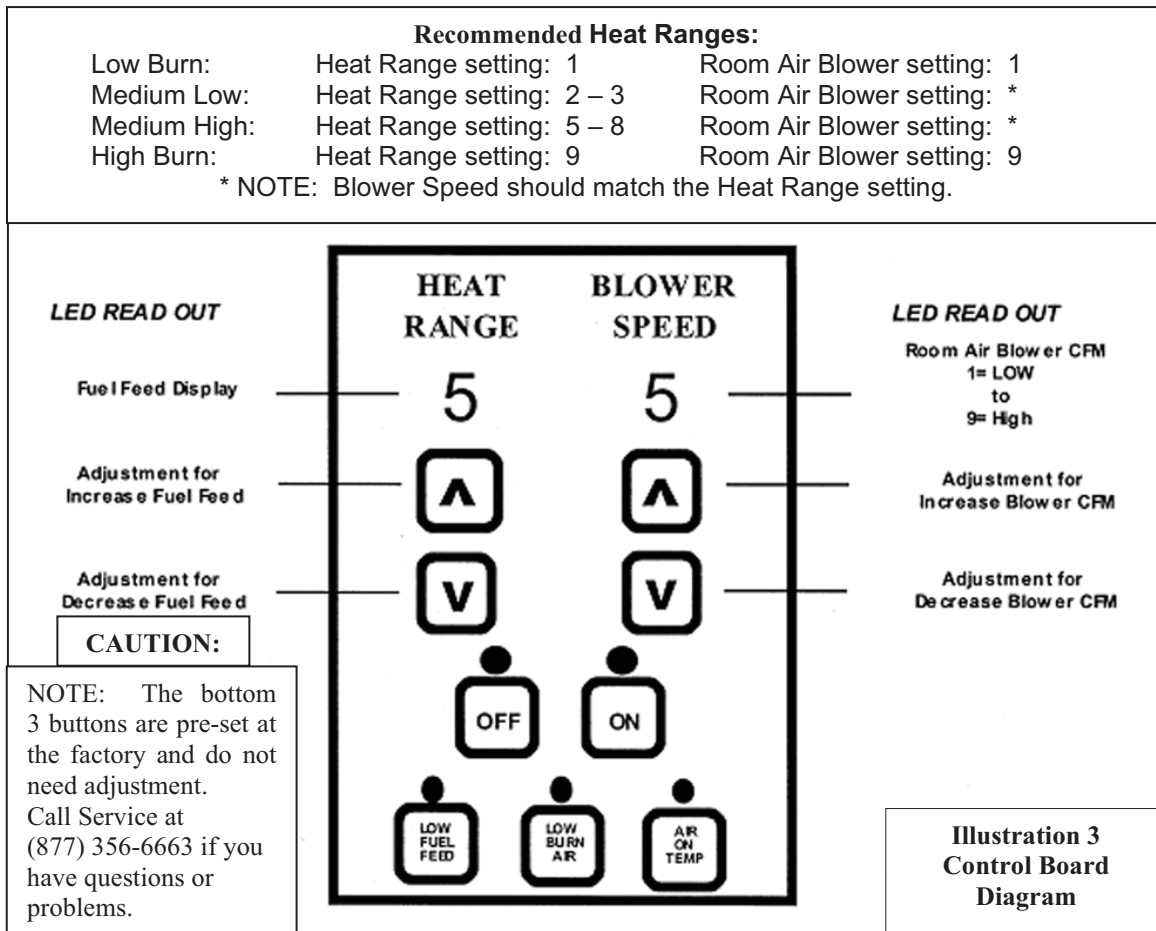 Recommended Heat Ranges:
Low Burn: Heat Range setting: 1 Room Air Blower setting: 1
Medium Low: Heat Range setting: 2 – 3 Room Air Blower setting: *
Medium High: Heat Range setting: 5 – 8 Room Air Blower setting: *
High Burn: Heat Range setting: 9 Room Air Blower setting: 9
* NOTE: Blower Speed should match the Heat Range setting.
LED READ OUT
Fuel Feed Display
Adjustment for
Increase Fuel Feed
Adjustment for
Decrease Fuel Feed
CAUTION:
NOTE: The bottom
3 buttons are pre-set at
the factory and do not
need adjustment.
Call Service at
(877) 356-6663 if you
have questions or
problems.
HEAT
RANGE
5
∧
∨
BLOWER
SPEED
5
∧
∨
OFF
ON
LOW
FUEL
FEED
LOW
BURN
AIR
AIR
ON
TEMP
LED READ OUT
Room Air Blower CFM
1= LOW
to
9= High
Adjustment for
Increase Blower CFM
Adjustment for
Decrease Blower CFM
Illustration 3
Control Board
Diagram